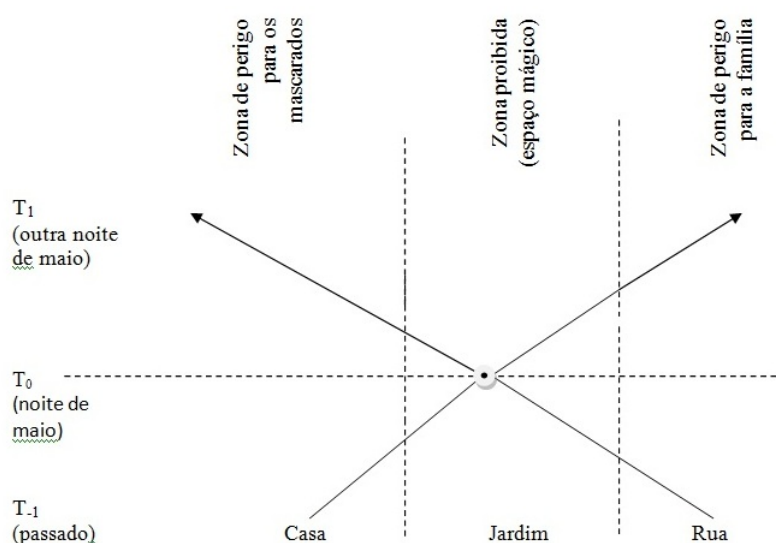 Zona de perigo
para os
mascarados
Zona proibida
(espaço mágico)
Zona de perigo
para a família
T₁
(outra noite
de maio)
T₀
(noite de
maio)
T₋₁
(passado)
Casa
Jardim
Rua